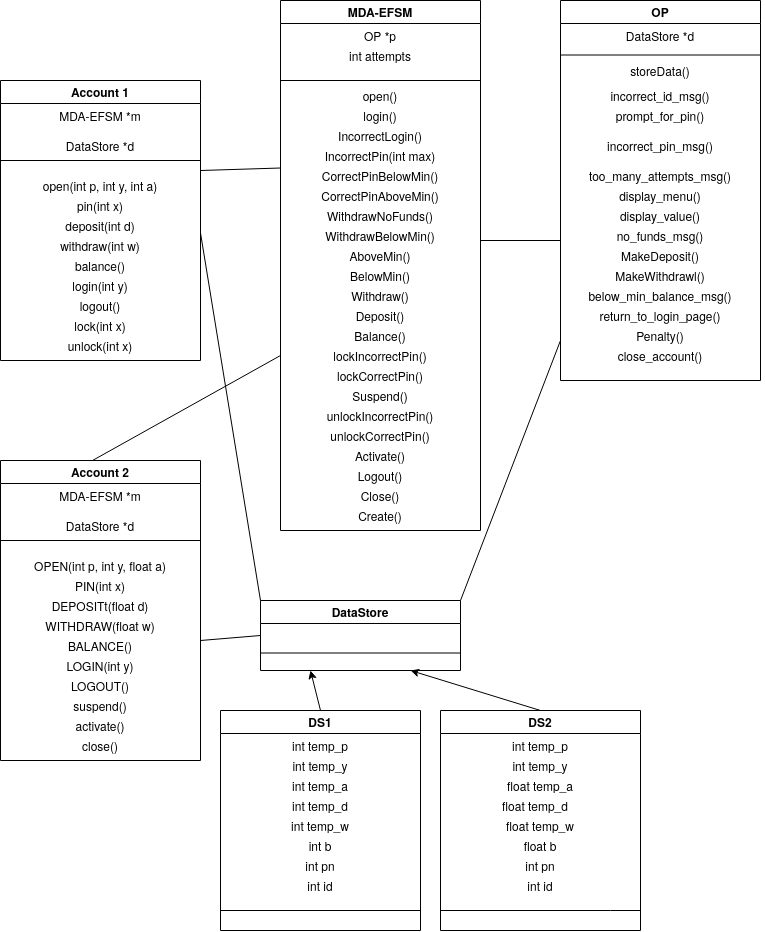 MDA-EFSM
OP *p
int attempts
open()
login()
IncorrectLogin()
IncorrectPin(int max)
CorrectPinBelowMin()
CorrectPinAboveMin()
WithdrawNoFunds()
WithdrawBelowMin()
AboveMin()
BelowMin()
Withdraw()
Deposit()
Balance()
lockIncorrectPin()
lockCorrectPin()
Suspend()
unlockIncorrectPin()
unlockCorrectPin()
Activate()
Logout()
Close()
Create()
OP
DataStore *d
storeData()
incorrect_id_msg()
prompt_for_pin()
incorrect_pin_msg()
too_many_attempts_msg()
display_menu()
display_value()
no_funds_msg()
MakeDeposit()
MakeWithdrawl()
below_min_balance_msg()
return_to_login_page()
Penalty()
close_account()
Account 1
MDA-EFSM *m
DataStore *d
open(int p, int y, int a)
pin(int x)
deposit(int d)
withdraw(int w)
balance()
login(int y)
logout()
lock(int x)
unlock(int x)
Account 2
MDA-EFSM *m
DataStore *d
OPEN(int p, int y, float a)
PIN(int x)
DEPOSITt(float d)
WITHDRAW(float w)
BALANCE()
LOGIN(int y)
LOGOUT()
suspend()
activate()
close()
DataStore
DS1
int temp_p
int temp_y
int temp_a
int temp_d
int temp_w
int b
int pn
int id
DS2
int temp_p
int temp_y
float temp_a
float temp_d
float temp_w
float b
int pn
int id